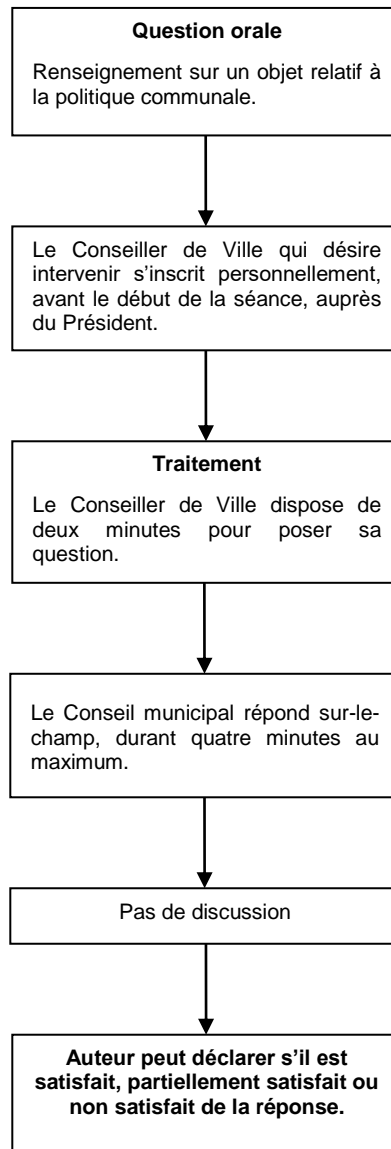 Question orale
Renseignement sur un objet relatif à
la politique communale.
Le Conseiller de Ville qui désire
intervenir s'inscrit personnellement,
avant le début de la séance, auprès
du Président.
Traitement
Le Conseiller de Ville dispose de
deux minutes pour poser sa
question.
Le Conseil municipal répond sur-le-
champ, durant quatre minutes au
maximum.
Pas de discussion
Auteur peut déclarer s'il est
satisfait, partiellement satisfait ou
non satisfait de la réponse.